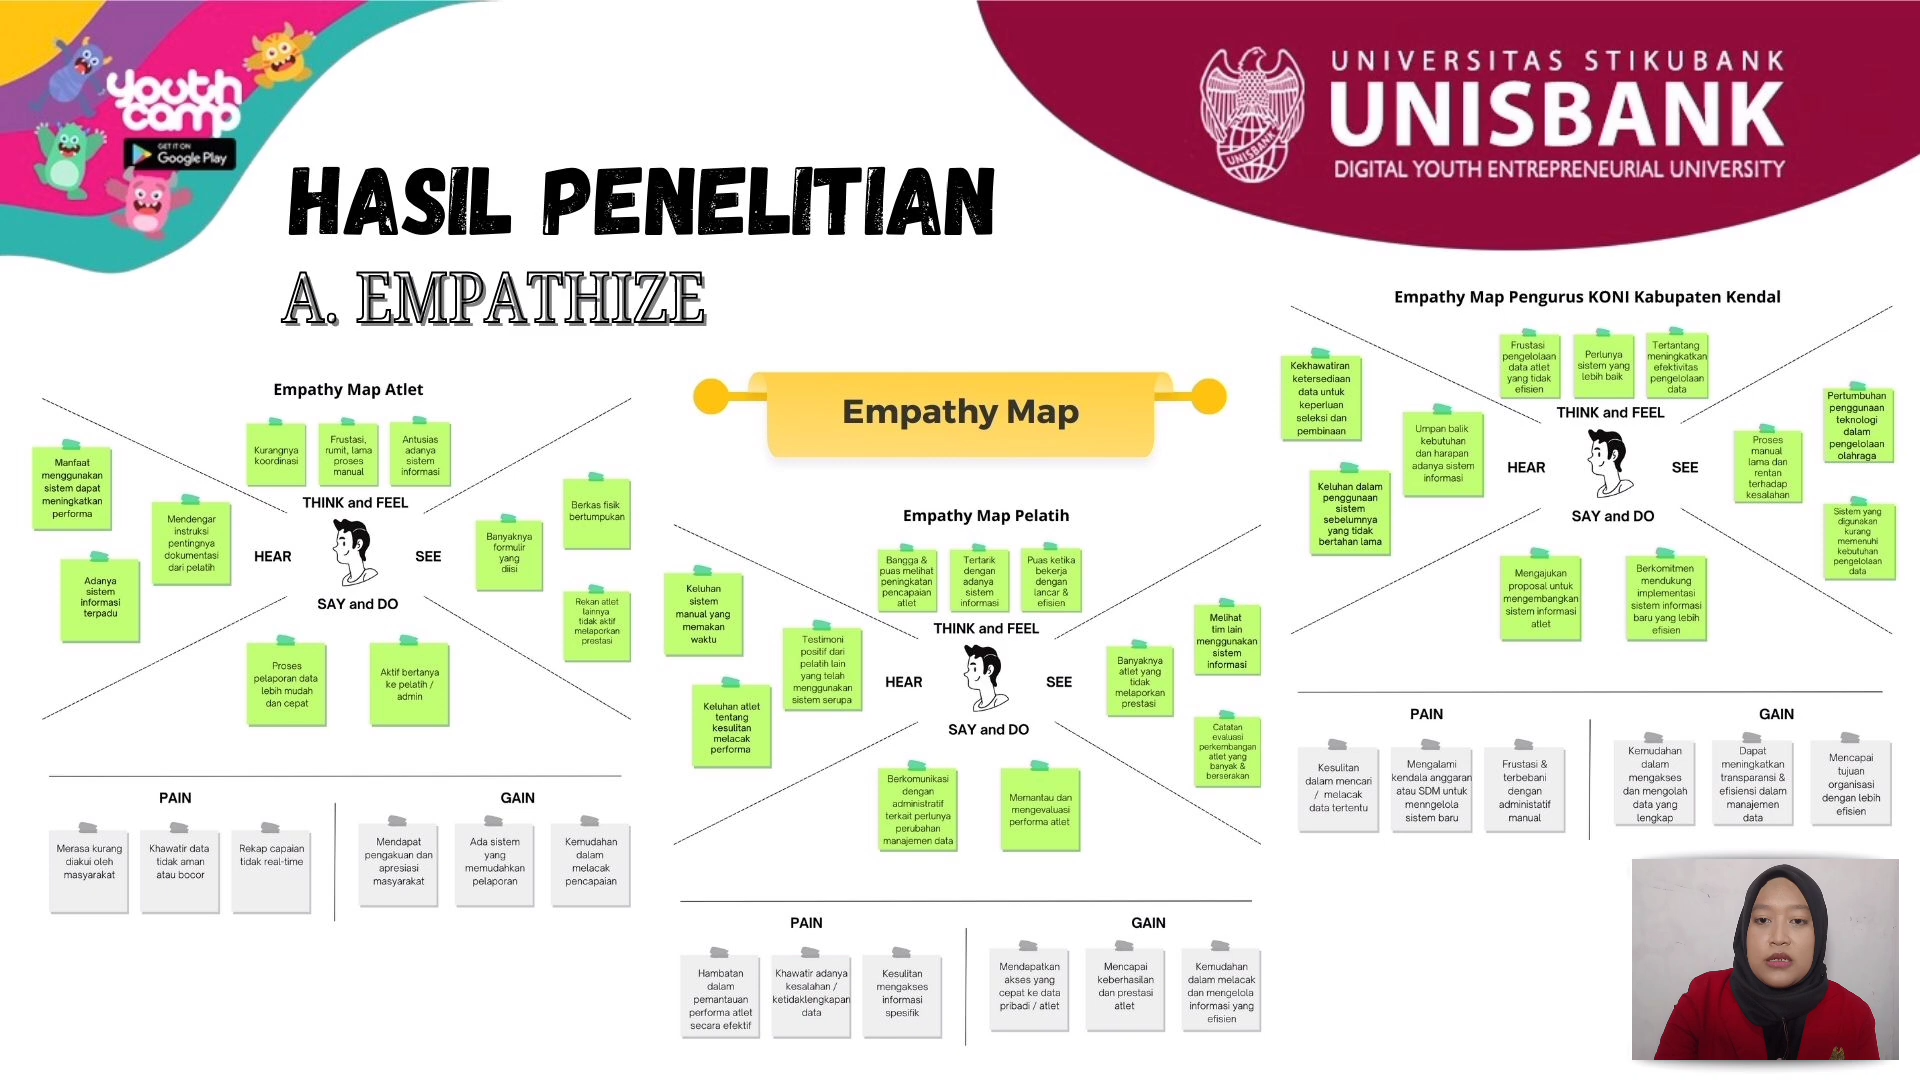 youth
camp
GET IT ON
Google Play
UNIVERSITAS STIKUBANK
UNISBANK
DIGITAL YOUTH ENTREPRENEURIAL UNIVERSITY
UNISBANK
HASIL PENELITIAN
A. EMPATHIZE
Empathy Map
Empathy Map Atlet
Kurangnya
koordinasi
Frustasi,
rumit, lama
proses
manual
Antusias
adanya
sistem
informasi
THINK and FEEL
Manfaat
menggunakan
sistem dapat
meningkatkan
performa
Mendengar
instruksi
pentingnya
dokumentasi
dari pelatih
Adanya
sistem
informasi
terpadu
HEAR
SEE
Banyaknya
formulir
yang
diisi
Berkas fisik
bertumpukan
Rekan atlet
lainnya
tidak aktif
melaporkan
prestasi
SAY and DO
Proses
pelaporan data
lebih mudah
dan cepat
Aktif bertanya
ke pelatih /
admin
PAIN
Merasa kurang
diakui oleh
masyarakat
Khawatir data
tidak aman
atau bocor
Rekap capaian
tidak real-time
GAIN
Mendapat
pengakuan dan
apresiasi
masyarakat
Ada sistem
yang
memudahkan
pelaporan
Kemudahan
dalam
melacak
pencapaian
Empathy Map Pelatih
Bangga &
puas melihat
peningkatan
pencapaian
atlet
Tertarik
dengan
adanya
sistem
informasi
Puas ketika
bekerja
dengan
lancar &
efisien
THINK and FEEL
Keluhan
sistem
manual yang
memakan
waktu
Testimoni
positif dari
pelatih lain
yang telah
menggunakan
sistem serupa
Keluhan atlet
tentang
kesulitan
melacak
performa
HEAR
SEE
Banyaknya
atlet yang
tidak
melaporkan
prestasi
Melihat
tim lain
menggunakan
sistem
informasi
Catatan
evaluasi
perkembangan
atlet yang
banyak &
berserakan
SAY and DO
Berkomunikasi
dengan
administratif
terkait perlunya
perubahan
manajemen data
Memantau dan
mengevaluasi
performa atlet
PAIN
Hambatan
dalam
pemantauan
performa atlet
secara efektif
Khawatir adanya
kesalahan /
ketidaklengkapan
data
Kesulitan
mengakses
informasi
spesifik
GAIN
Mendapatkan
akses yang
cepat ke data
pribadi / atlet
Mencapai
keberhasilan
dan prestasi
atlet
Kemudahan
dalam melacak
dan mengelola
informasi yang
efisien
Empathy Map Pengurus KONI Kabupaten Kendal
Frustasi
pengelolaan
data atlet
yang tidak
efisien
Perlunya
sistem yang
lebih baik
Tertantang
meningkatkan
efektivitas
pengelolaan
data
THINK and FEEL
Kekhawatiran
ketersediaan
data untuk
keperluan
seleksi dan
pembinaan
Umpan balik
kebutuhan
dan harapan
adanya sistem
informasi
Keluhan dalam
penggunaan
sistem
sebelumnya
yang tidak
bertahan lama
HEAR
SEE
Proses
manual
lama dan
rentan
terhadap
kesalahan
Pertumbuhan
penggunaan
teknologi
dalam
pengelolaan
olahraga
Sistem yang
digunakan
kurang
memenuhi
kebutuhan
pengelolaan
data
SAY and DO
Mengajukan
proposal untuk
mengembangkan
sistem informasi
atlet
Berkomitmen
mendukung
implementasi
sistem informasi
baru yang lebih
efisien
PAIN
Kesulitan
dalam mencari
/ melacak
data tertentu
Mengalami
kendala anggaran
atau SDM untuk
menngelola
sistem baru
Frustasi &
terbebani
dengan
administatif
manual
GAIN
Kemudahan
dalam
mengakses
dan mengolah
data yang
lengkap
Dapat
meningkatkan
transparansi &
efisiensi dalam
manajemen
data
Mencapai
tujuan
organisasi
dengan lebih
efisien